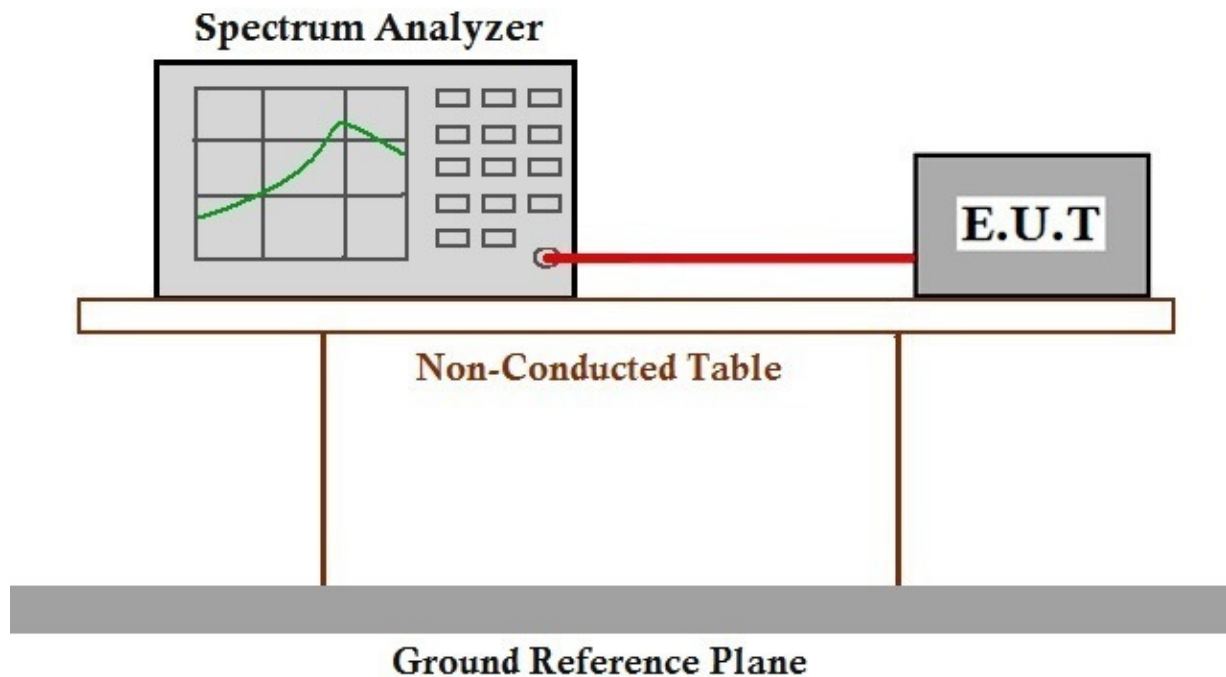 Spectrum Analyzer
E.U.T
Non-Conducted Table
Ground Reference Plane